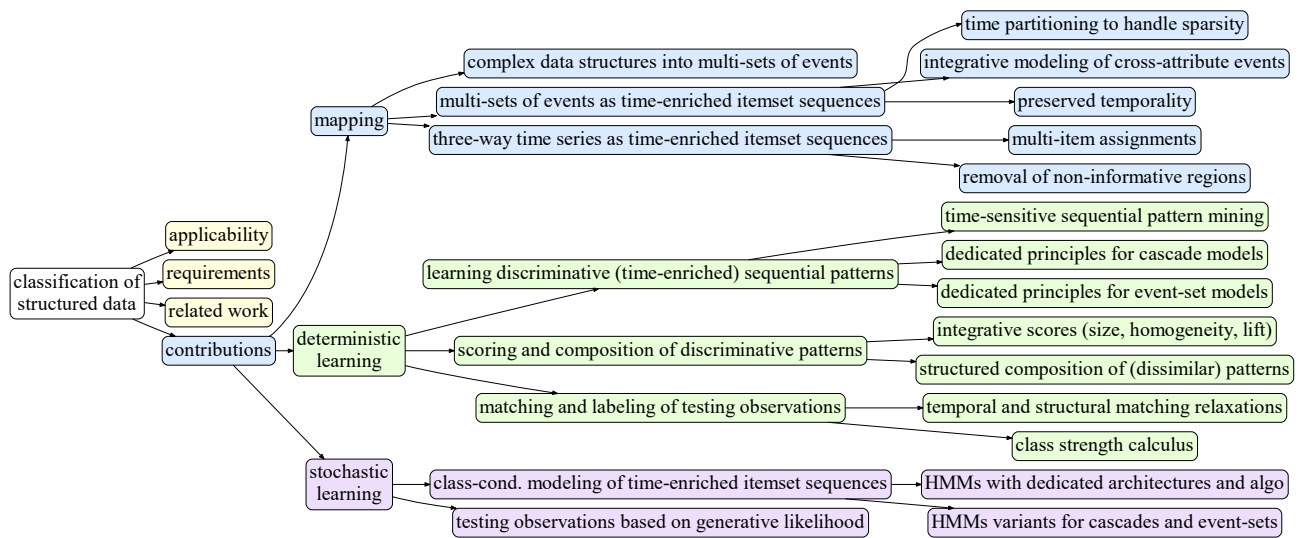 classification of
structured data
applicability
requirements
related work
contributions
mapping
complex data structures into multi-sets of events
multi-sets of events as time-enriched itemset sequences
time partitioning to handle sparsity
integrative modeling of cross-attribute events
preserved temporality
three-way time series as time-enriched itemset sequences
multi-item assignments
removal of non-informative regions
deterministic
learning
learning discriminative (time-enriched) sequential patterns
time-sensitive sequential pattern mining
dedicated principles for cascade models
dedicated principles for event-set models
scoring and composition of discriminative patterns
integrative scores (size, homogeneity, lift)
structured composition of (dissimilar) patterns
matching and labeling of testing observations
temporal and structural matching relaxations
class strength calculus
stochastic
learning
class-cond. modeling of time-enriched itemset sequences
HMMs with dedicated architectures and algo
HMMs variants for cascades and event-sets
testing observations based on generative likelihood